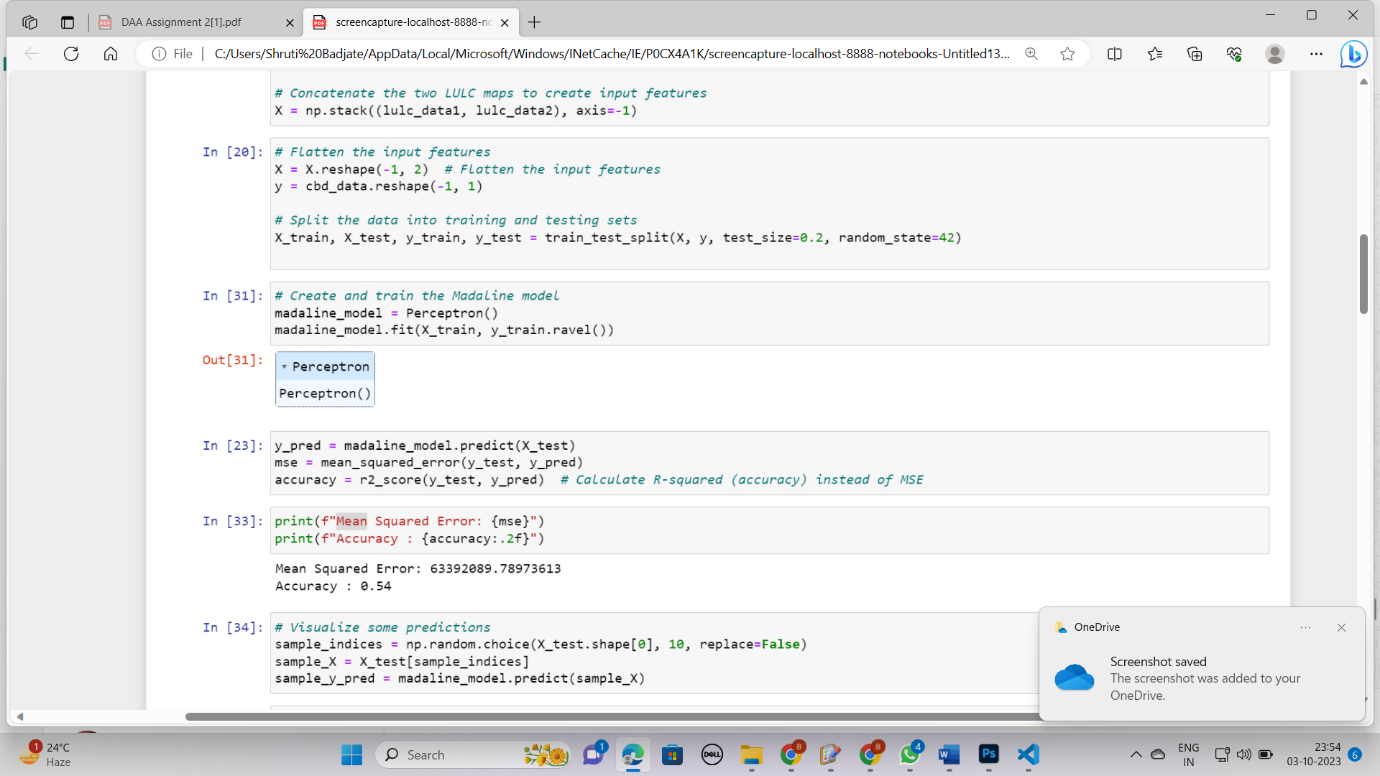 DAA Assignment 2[1].pdf
screencapture-localhost-8888-no
File
C:/Users/Shruti%20Badjate/AppData/Local/Microsoft/Windows/INetCache/IE/P0CX4A1K/screencapture-localhost-8888-notebooks-Untitled13...
# Concatenate the two LULC maps to create input features
X = np.stack((lulc_data1, lulc_data2), axis=-1)
In [20]:
# Flatten the input features
X = X.reshape(-1, 2)  # Flatten the input features
y = cbd_data.reshape(-1, 1)
# Split the data into training and testing sets
X_train, X_test, y_train, y_test = train_test_split(X, y, test_size=0.2, random_state=42)
In [31]:
# Create and train the Madaline model
madaline_model = Perceptron()
madaline_model.fit(X_train, y_train.ravel())
Out[31]:
Perceptron
Perceptron()
In [23]:
y_pred = madaline_model.predict(X_test)
mse = mean_squared_error(y_test, y_pred)
accuracy = r2_score(y_test, y_pred)  # Calculate R-squared (accuracy) instead of MSE
In [33]:
print(f"Mean Squared Error: {mse}")
print(f"Accuracy : {accuracy:.2f}")
Mean Squared Error: 63392089.78973613
Accuracy : 0.54
In [34]:
# Visualize some predictions
sample_indices = np.random.choice(X_test.shape[0], 10, replace=False)
sample_X = X_test[sample_indices]
sample_y_pred = madaline_model.predict(sample_X)
OneDrive
Screenshot saved
The screenshot was added to your
OneDrive.
1
24°C
Haze
Search
1
DELL
8
8
4
W
Ps
ENG
IN
23:54
03-10-2023
6